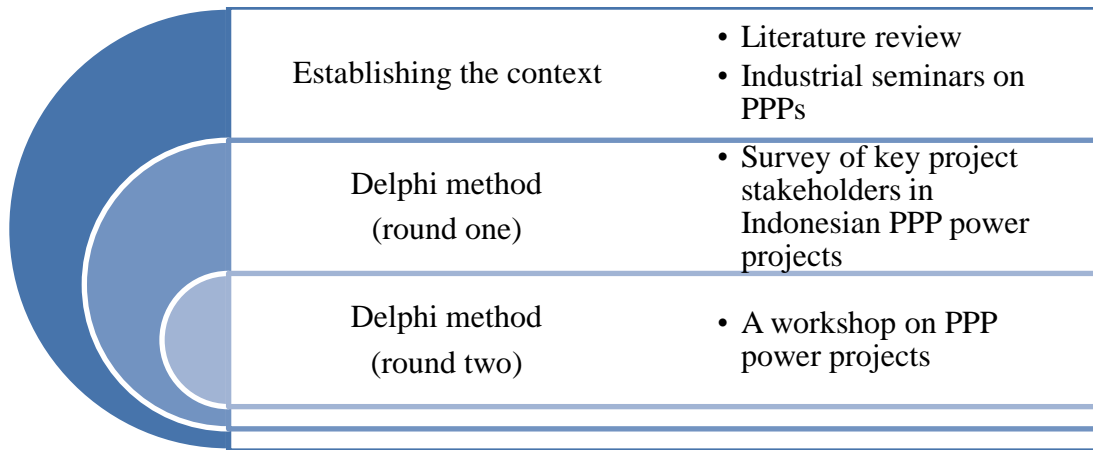 Establishing the context
• Literature review
• Industrial seminars on
PPPs
Delphi method
(round one)
• Survey of key project
stakeholders in
Indonesian PPP power
projects
Delphi method
(round two)
• A workshop on PPP
power projects